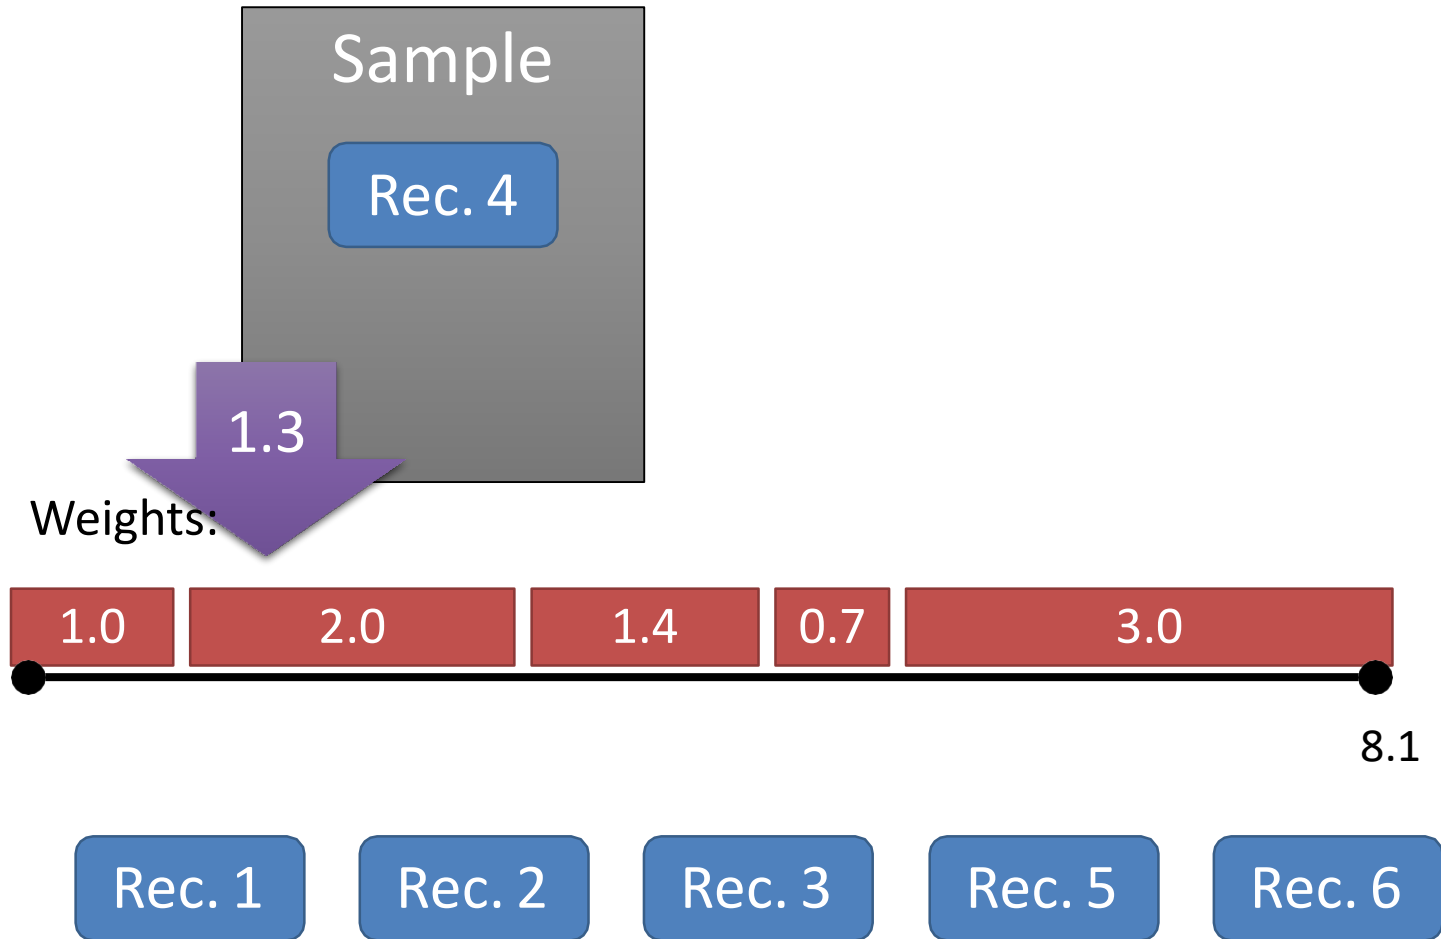 Sample
Rec. 4
1.3
Weights:
1.0 2.0 1.4 0.7 3.0
8.1
Rec. 1 Rec. 2 Rec. 3 Rec. 5 Rec. 6